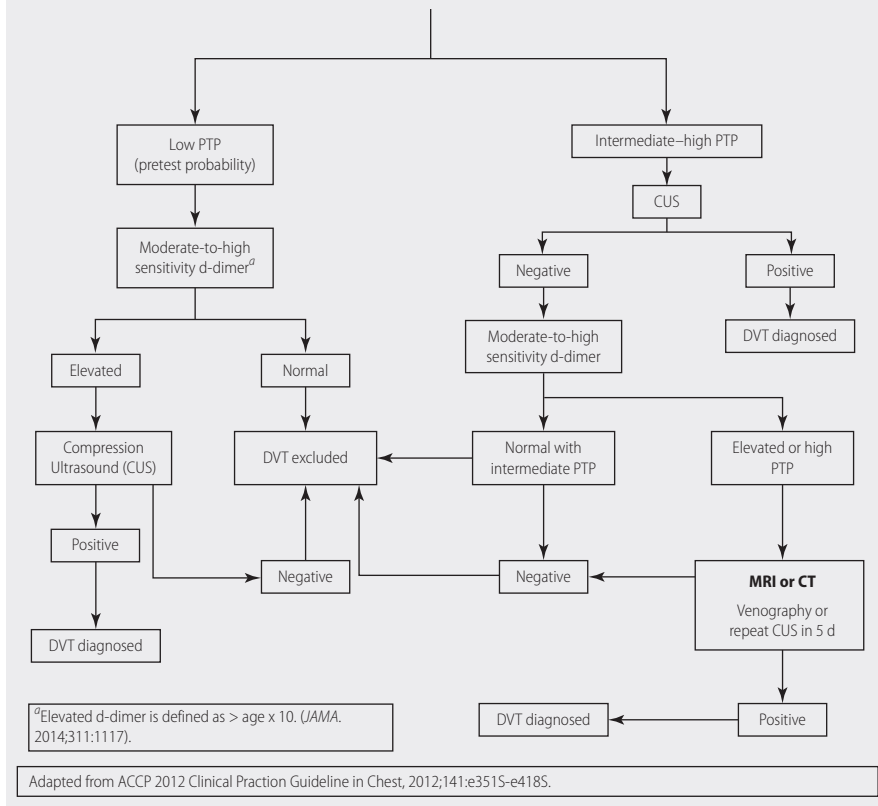 Low PTP
(pretest probability)
Intermediate–high PTP
CUS
Moderate-to-high
sensitivity d-dimerᵃ
Negative
Positive
Moderate-to-high
sensitivity d-dimer
DVT diagnosed
Elevated
Normal
Compression
Ultrasound (CUS)
DVT excluded
Normal with
intermediate PTP
Elevated or high
PTP
Positive
Negative
Negative
MRI or CT
Venography or
repeat CUS in 5 d
DVT diagnosed
ᵃElevated d-dimer is defined as > age x 10. (JAMA.
2014;311:1117).
DVT diagnosed
Positive
Adapted from ACCP 2012 Clinical Praction Guideline in Chest, 2012;141:e351S-e418S.